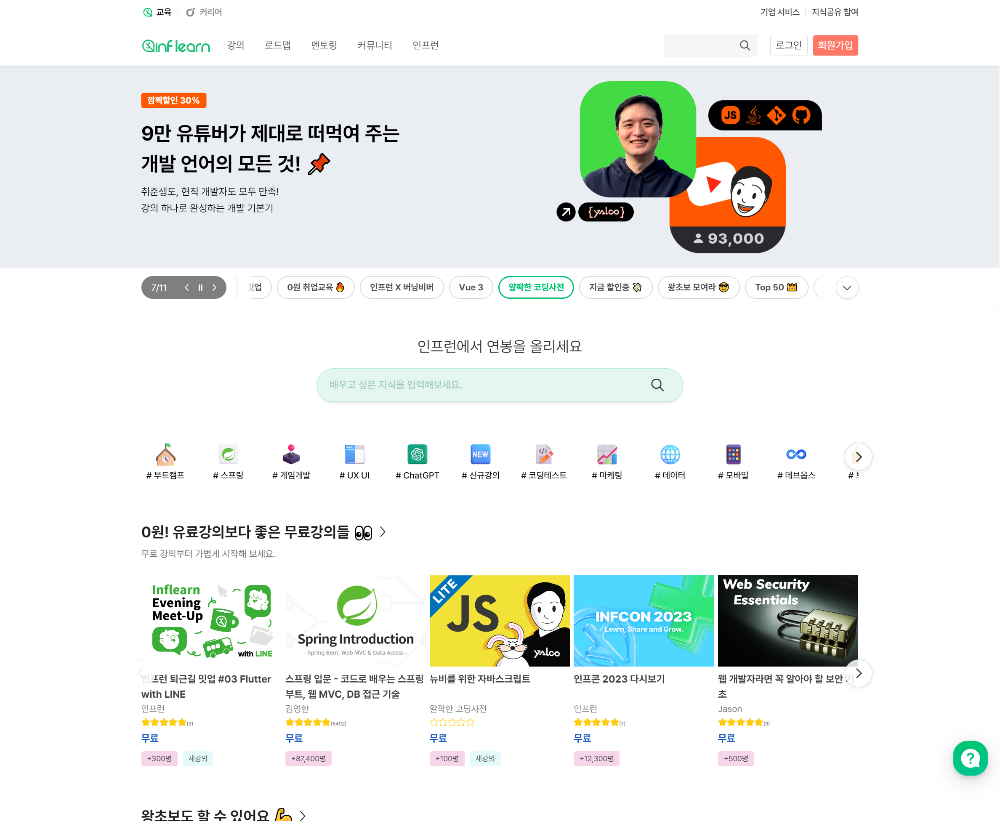 교육
커리어
기업 서비스
지식공유 참여
inflearn
강의
로드맵
멘토링
커뮤니티
인프런
로그인
회원가입
깜짝할인 30%
9만 유튜버가 제대로 떠먹여 주는
개발 언어의 모든 것!
취준생도, 현직 개발자도 모두 만족!
강의 하나로 완성하는 개발 기본기
JS
{yalco}
93,000
7/11
밋업
0원 취업교육
인프런 X 버닝비버
Vue 3
얄팍한 코딩사전
지금 할인중
왕초보 모여라
Top 50
인프런에서 연봉을 올리세요
배우고 싶은 지식을 입력해보세요.
NEW
# 부트캠프
# 스프링
# 게임개발
# UX UI
# ChatGPT
# 신규강의
# 코딩테스트
# 마케팅
# 데이터
# 모바일
# 데브옵스
#
0원! 유료강의보다 좋은 무료강의들
무료 강의부터 가볍게 시작해 보세요.
Inflearn
Evening
Meet-Up
with LINE
인프런 퇴근길 밋업 #03 Flutter
with LINE
인프런
(3)
무료
+300명
새강의
Spring Introduction
- Spring Boot, Web MVC & Data Access -
스프링 입문 - 코드로 배우는 스프링
부트, 웹 MVC, DB 접근 기술
김영한
(5492)
무료
+87,400명
LITE
JS
yalco
뉴비를 위한 자바스크립트
얄팍한 코딩사전
무료
+100명
새강의
INFCON 2023
Learn, Share and Grow.
인프콘 2023 다시보기
인프런
(7)
무료
+12,300명
Web Security
Essentials
웹 개발자라면 꼭 알아야 할 보안 기
초
Jason
(9)
무료
+500명
왕초보도 할 수 있어요